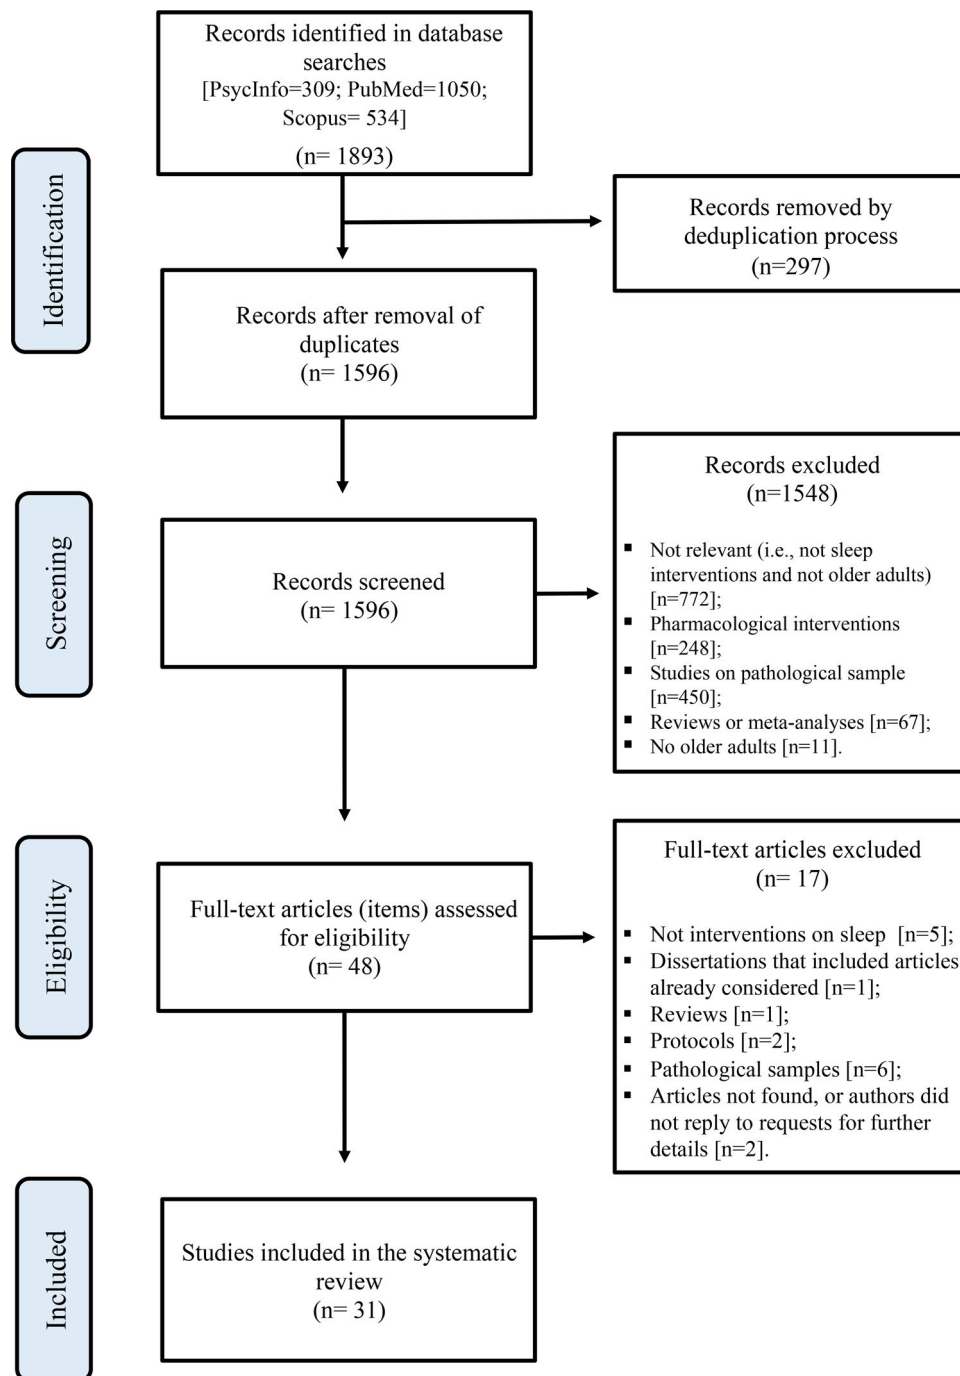 Records identified in database
searches
[PsycInfo=309; PubMed=1050;
Scopus= 534]
(n= 1893)
Identification
Records removed by
deduplication process
(n=297)
Records after removal of
duplicates
(n= 1596)
Screening
Records screened
(n= 1596)
Records excluded
(n=1548)
▪ Not relevant (i.e., not sleep
interventions and not older adults)
[n=772];
▪ Pharmacological interventions
[n=248];
▪ Studies on pathological sample
[n=450];
▪ Reviews or meta-analyses [n=67];
▪ No older adults [n=11].
Eligibility
Full-text articles (items) assessed
for eligibility
(n= 48)
Full-text articles excluded
(n= 17)
▪ Not interventions on sleep [n=5];
▪ Dissertations that included articles
already considered [n=1];
▪ Reviews [n=1];
▪ Protocols [n=2];
▪ Pathological samples [n=6];
▪ Articles not found, or authors did
not reply to requests for further
details [n=2].
Included
Studies included in the systematic
review
(n= 31)